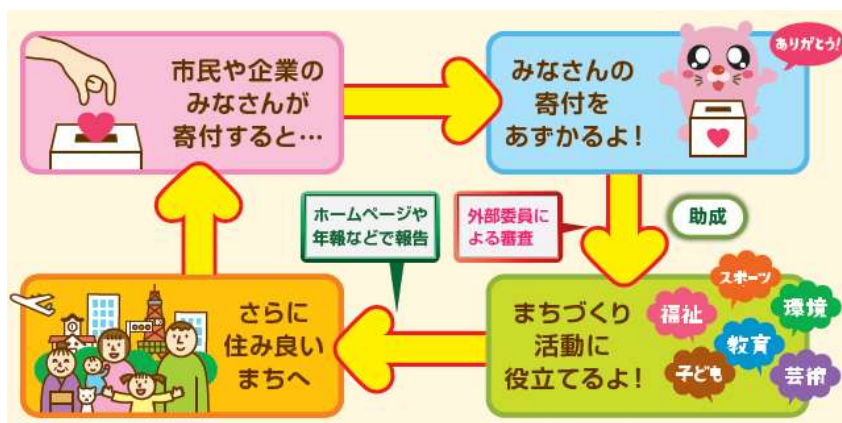 市民や企業の
みなさんが
寄付すると…
みなさんの
寄付を
あずかるよ！
ありがとう！
ホームページや
年報などで報告
外部委員に
よる審査
助成
さらに
住み良い
まちへ
まちづくり
活動に
役立てるよ！
スポーツ
福祉
環境
教育
子ども
芸術